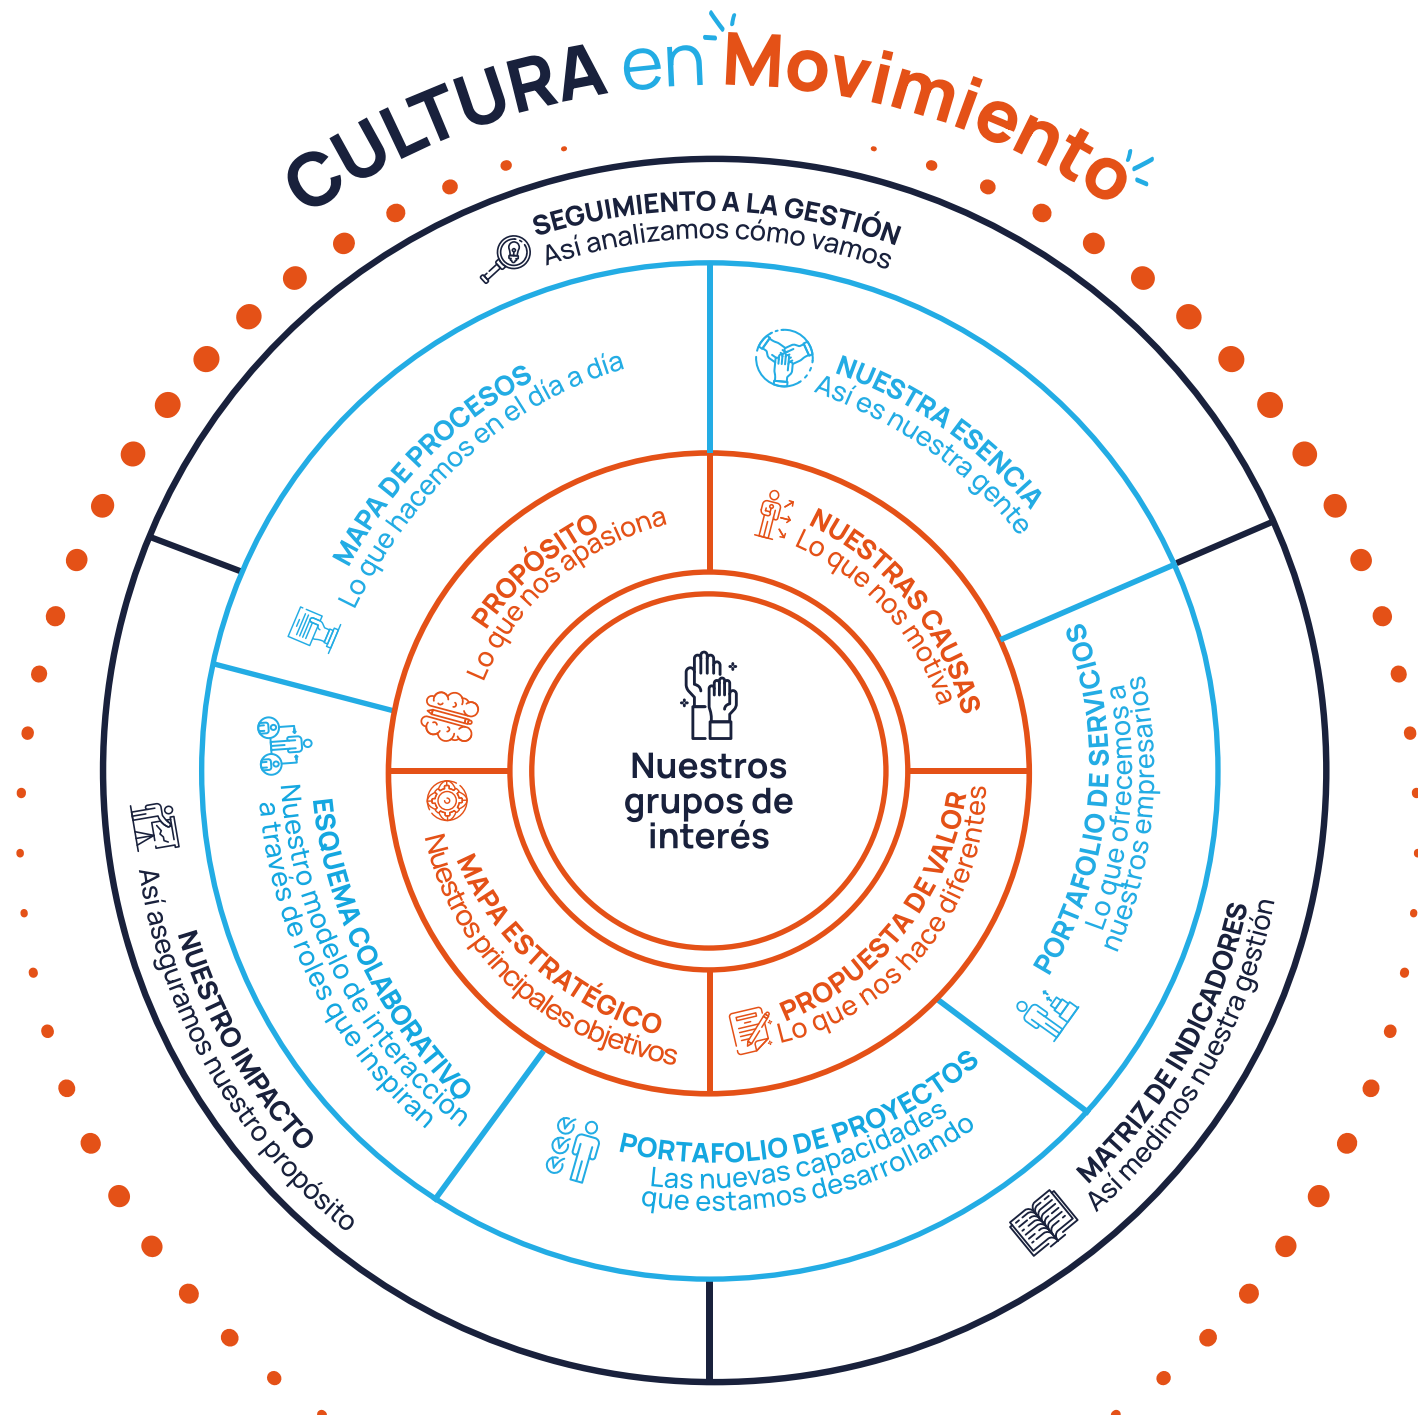 CULTURA en Movimiento
SEGUIMIENTO A LA GESTIÓN
Así analizamos cómo vamos
MAPA DE PROCESOS
Lo que hacemos en el día a día
NUESTRA ESENCIA
Así es nuestra gente
PROPÓSITO
Lo que nos apasiona
NUESTRAS CAUSAS
Lo que nos motiva
Nuestros
grupos de
interés
PORTAFOLIO DE SERVICIOS
Lo que ofrecemos a
nuestros empresarios
ESQUEMA COLABORATIVO
Nuestro modelo de interacción
a través de roles que inspiran
MAPA ESTRATÉGICO
Nuestros principales objetivos
PROPUESTA DE VALOR
Lo que nos hace diferentes
NUESTRO IMPACTO
Así aseguramos nuestro propósito
MATRIZ DE INDICADORES
Así medimos nuestra gestión
PORTAFOLIO DE PROYECTOS
Las nuevas capacidades
que estamos desarrollando